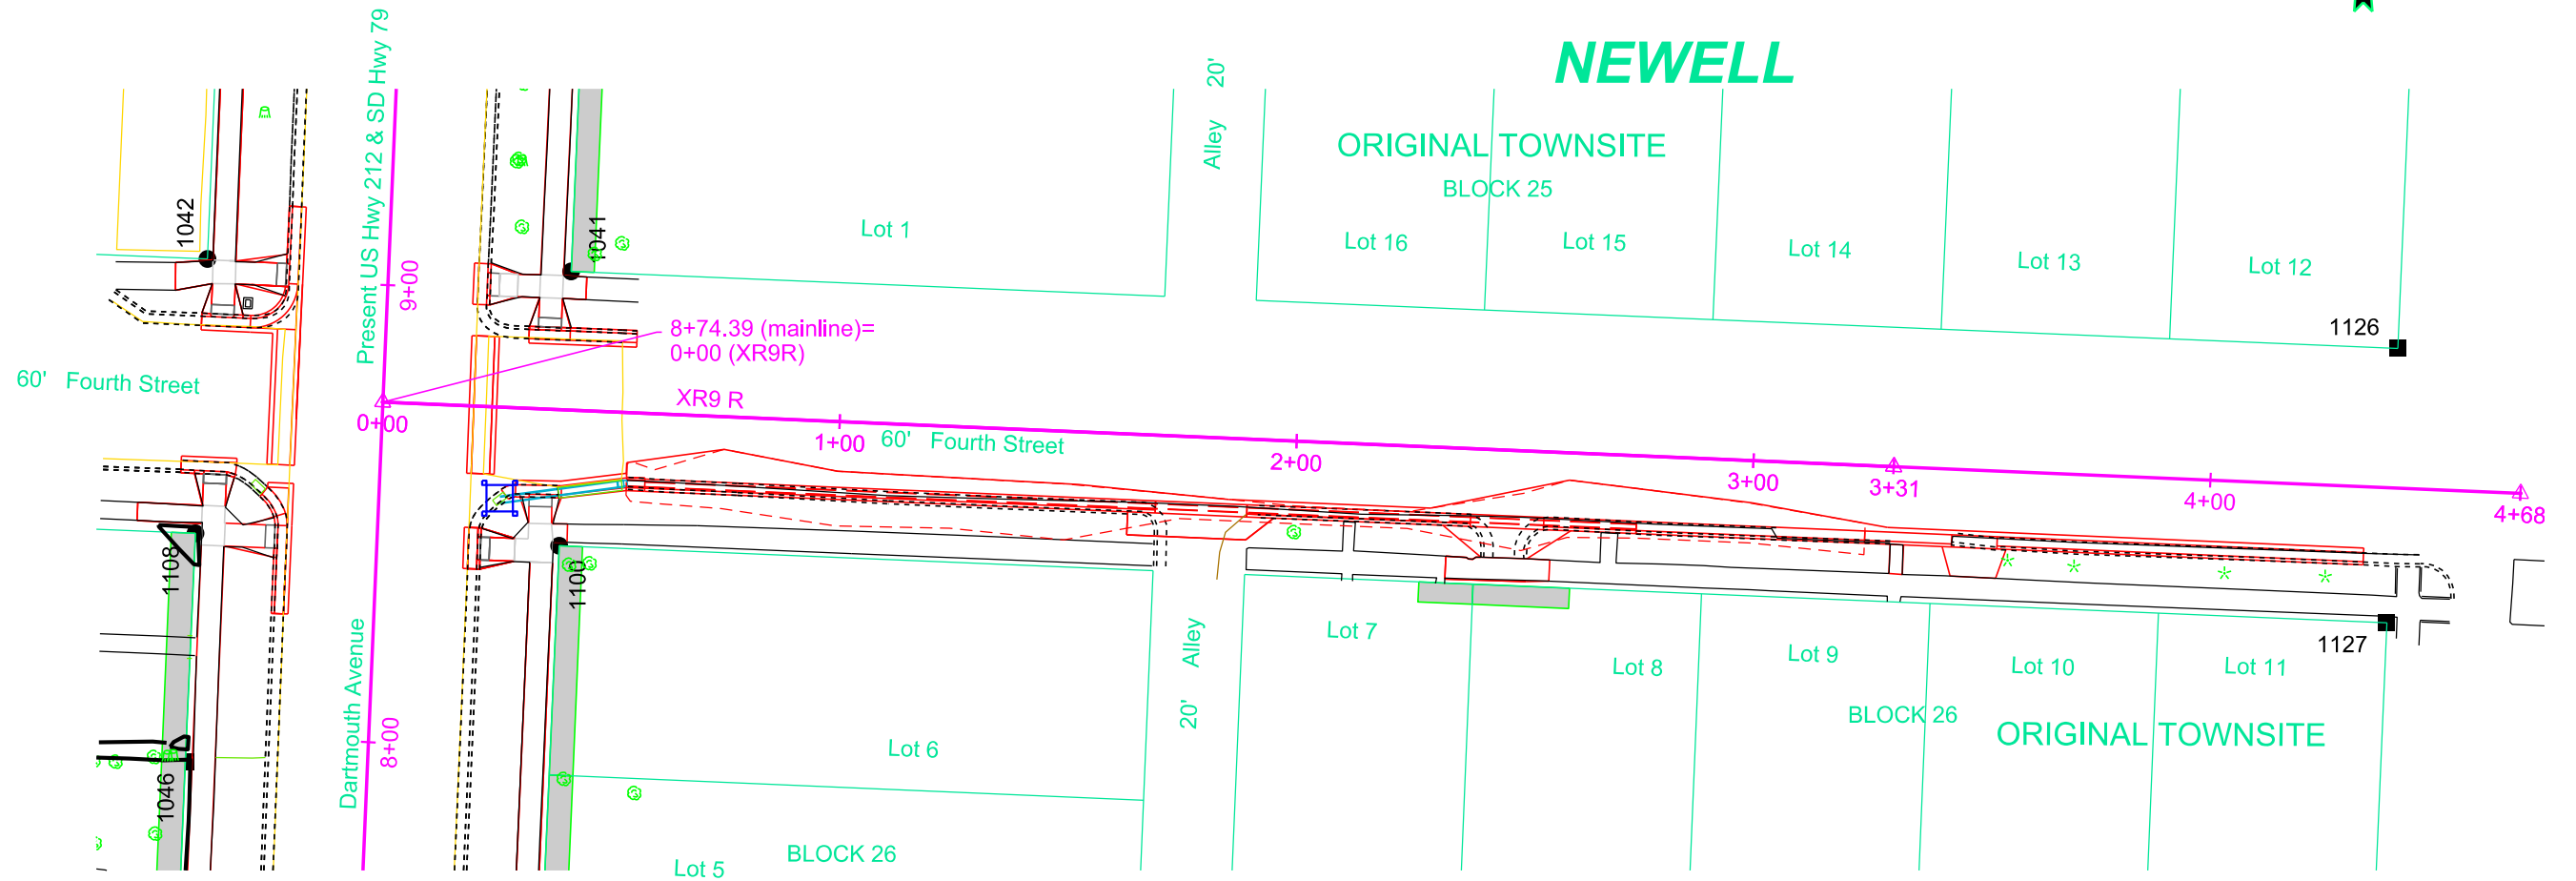 NEWELL
Present US Hwy 212 & SD Hwy 79
20'
Alley
ORIGINAL TOWNSITE
BLOCK 25
1042
1041
Lot 1
Lot 16
Lot 15
Lot 14
Lot 13
Lot 12
9+00
8+74.39 (mainline)=
0+00 (XR9R)
1126
60' Fourth Street
XR9 R
0+00
1+00
60' Fourth Street
2+00
3+00
3+31
4+00
4+68
1108
1100
Lot 7
Alley
20'
Lot 8
Lot 9
Lot 10
Lot 11
1127
BLOCK 26
ORIGINAL TOWNSITE
Dartmouth Avenue
8+00
Lot 6
1046
BLOCK 26
Lot 5